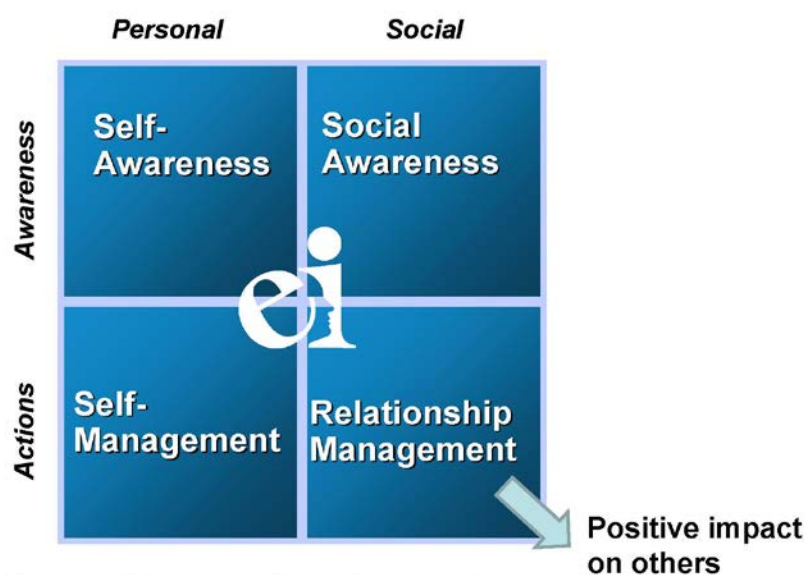 Personal
Social
Awareness
Self-
Awareness
Social
Awareness
ei
Actions
Self-
Management
Relationship
Management
Positive impact
on others